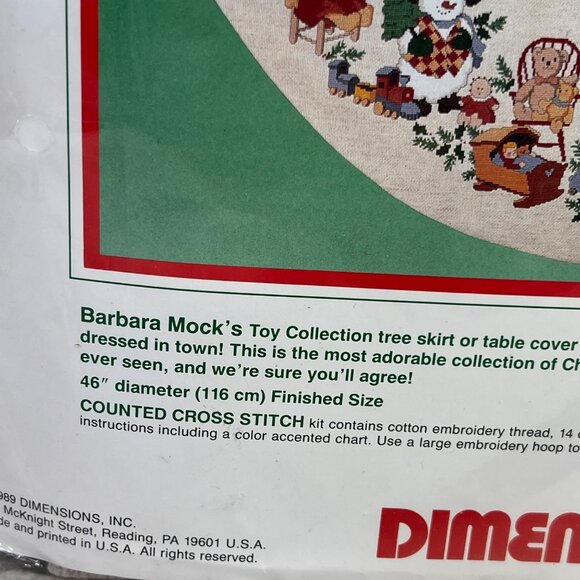 Barbara Mock's Toy Collection tree skirt or table cover
dressed in town! This is the most adorable collection of Ch
ever seen, and we're sure you'll agree!
46" diameter (116 cm) Finished Size
COUNTED CROSS STITCH kit contains cotton embroidery thread, 14 c
instructions including a color accented chart. Use a large embroidery hoop to
989 DIMENSIONS, INC.
McKnight Street, Reading, PA 19601 U.S.A.
de and printed in U.S.A. All rights reserved.
DIMEN